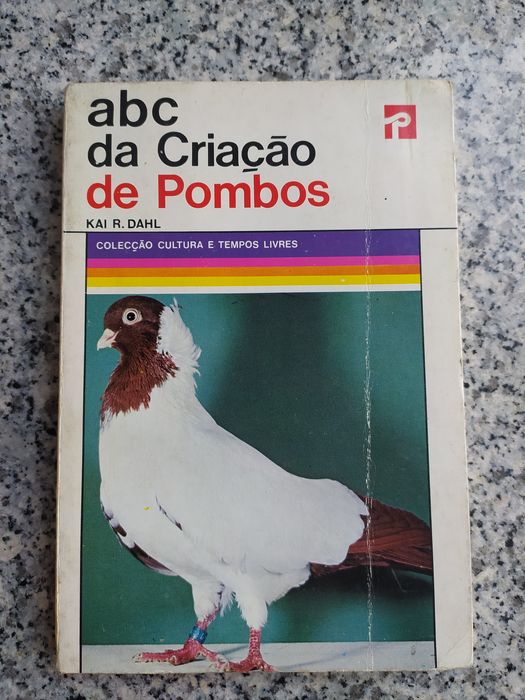 abc
da Criação
de Pombos
KAI R. DAHL
COLECÇÃO CULTURA E TEMPOS LIVRES